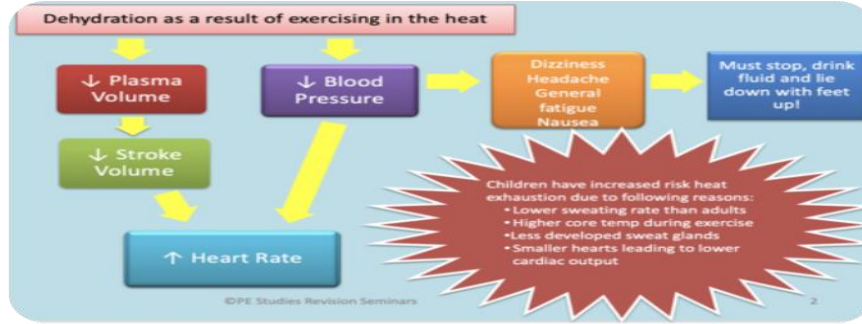 Dehydration as a result of exercising in the heat
↓ Plasma
Volume
↓ Blood
Pressure
Dizziness
Headache
General
fatigue
Nausea
Must stop, drink
fluid and lie
down with feet
up!
↓ Stroke
Volume
↑ Heart Rate
Children have increased risk heat
exhaustion due to following reasons:
• Lower sweating rate than adults
• Higher core temp during exercise
•Less developed sweat glands
• Smaller hearts leading to lower
cardiac output
©PE Studies Revision Seminars
2